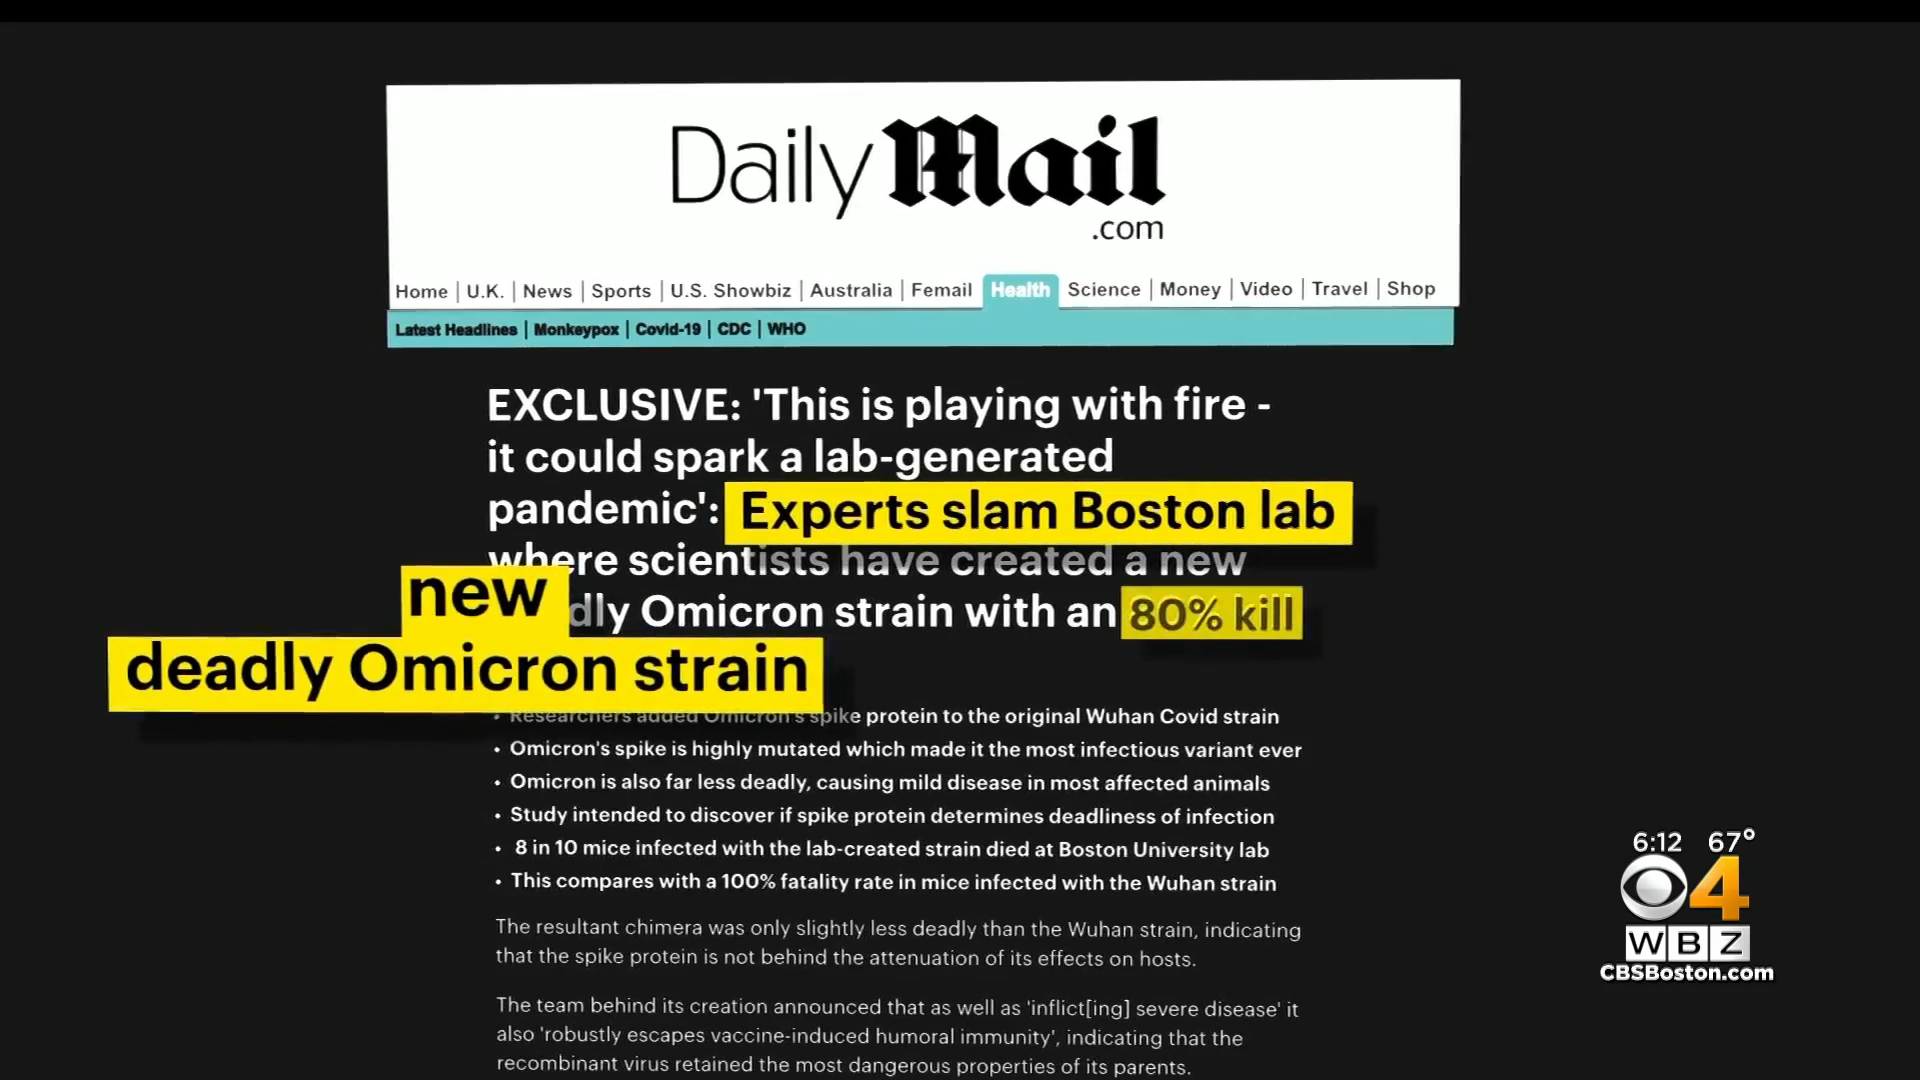 Daily Mail
.com
Home | U.K. | News | Sports | U.S. Showbiz | Australia | Femail | Health | Science | Money | Video | Travel | Shop
Latest Headlines | Monkeypox | Covid-19 | CDC | WHO
EXCLUSIVE: 'This is playing with fire -
it could spark a lab-generated
pandemic': Experts slam Boston lab
where scientists have created a new
dly Omicron strain with an 80% kill
new
deadly Omicron strain
• Researchers added Omicron's spike protein to the original Wuhan Covid strain
• Omicron's spike is highly mutated which made it the most infectious variant ever
• Omicron is also far less deadly, causing mild disease in most affected animals
• Study intended to discover if spike protein determines deadliness of infection
• 8 in 10 mice infected with the lab-created strain died at Boston University lab
• This compares with a 100% fatality rate in mice infected with the Wuhan strain
The resultant chimera was only slightly less deadly than the Wuhan strain, indicating
that the spike protein is not behind the attenuation of its effects on hosts.
The team behind its creation announced that as well as 'inflict[ing] severe disease' it
also 'robustly escapes vaccine-induced humoral immunity', indicating that the
recombinant virus retained the most dangerous properties of its parents.
6:12 67°
4
WBZ
CBSBoston.com